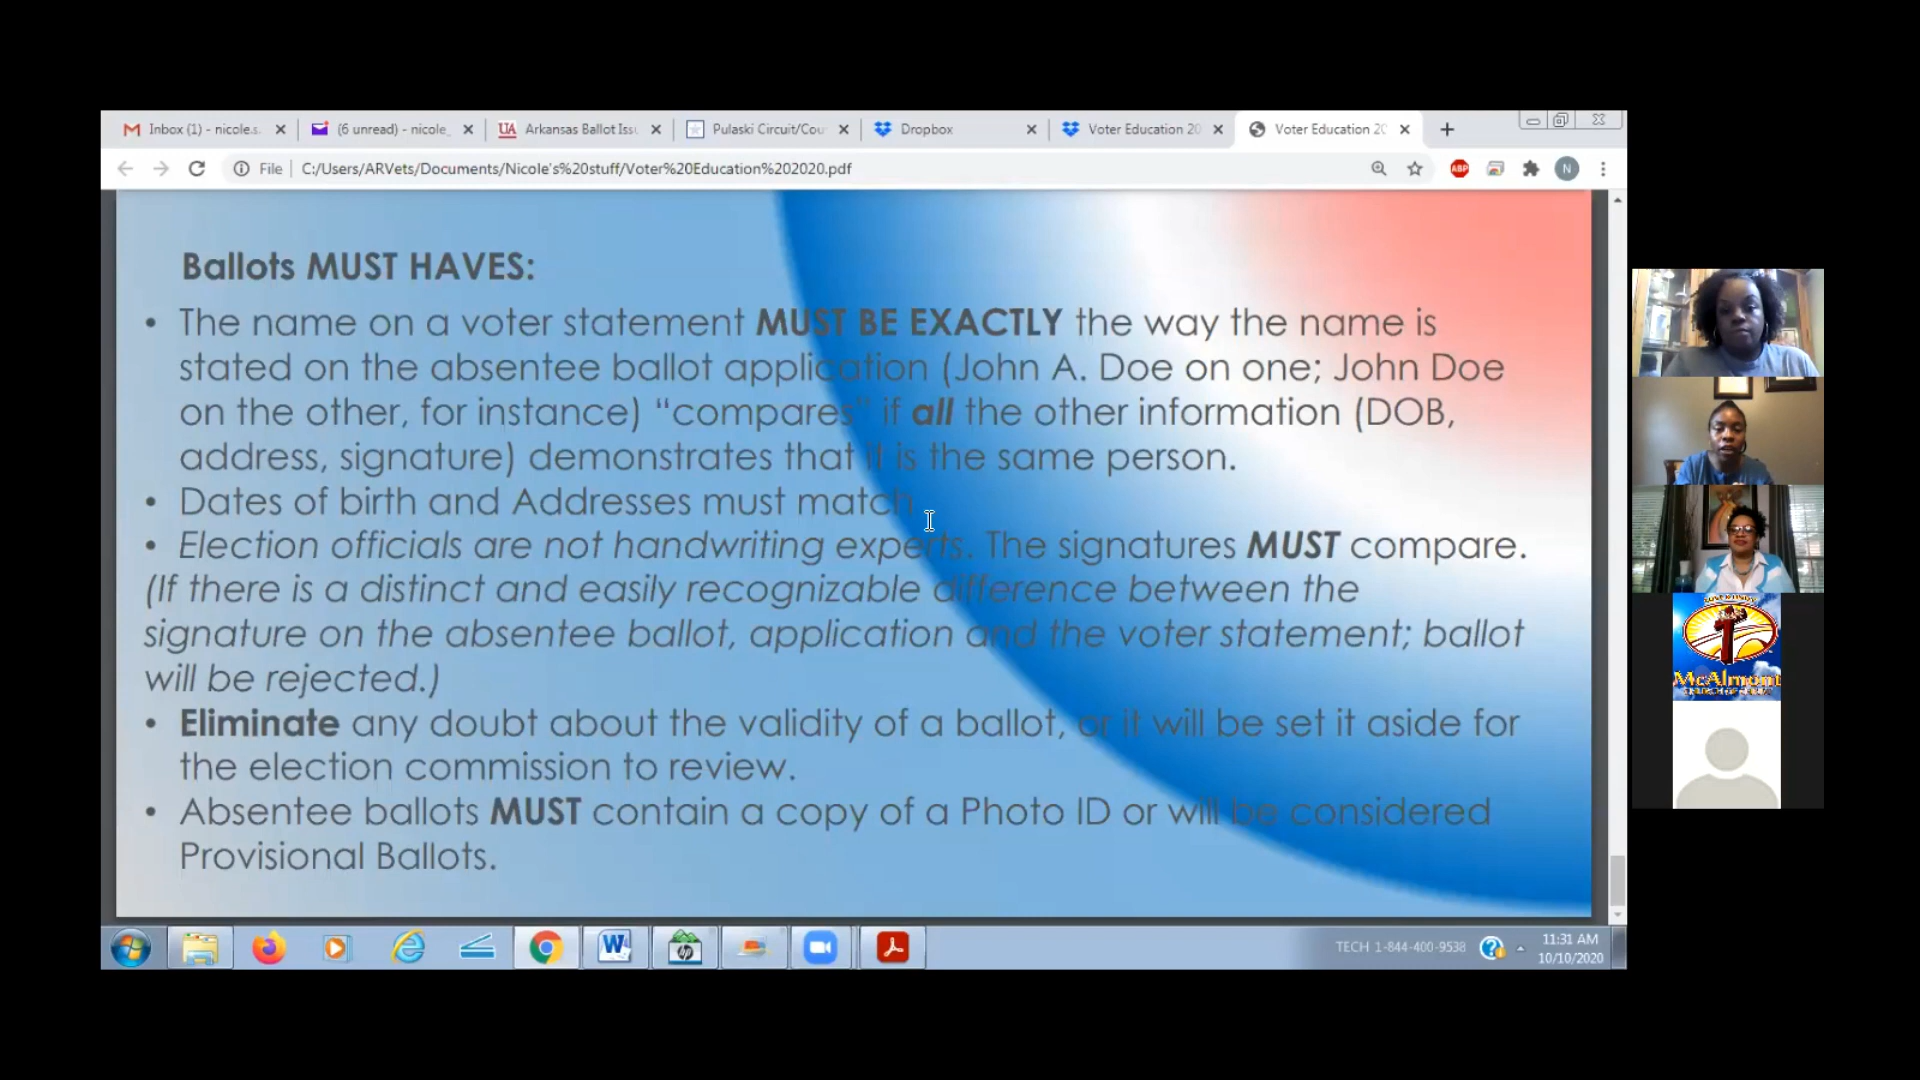 Inbox (1) - nicole.s.
(6 unread) - nicole_
UA Arkansas Ballot Iss
Pulaski Circuit/Cou
Dropbox
Voter Education 20
Voter Education 20
File
C:/Users/ARVets/Documents/Nicole's%20stuff/Voter%20Education%202020.pdf
ABP
N
Ballots MUST HAVES:
• The name on a voter statement MUST BE EXACTLY the way the name is
stated on the absentee ballot application (John A. Doe on one; John Doe
on the other, for instance) “compares” if all the other information (DOB,
address, signature) demonstrates that it is the same person.
• Dates of birth and Addresses must match.
• Election officials are not handwriting experts. The signatures MUST compare.
(If there is a distinct and easily recognizable difference between the
signature on the absentee ballot, application and the voter statement; ballot
will be rejected.)
• Eliminate any doubt about the validity of a ballot, or it will be set it aside for
the election commission to review.
• Absentee ballots MUST contain a copy of a Photo ID or will be considered
Provisional Ballots.
McAlmont
W
hp
TECH 1-844-400-9538
11:31 AM
10/10/2020